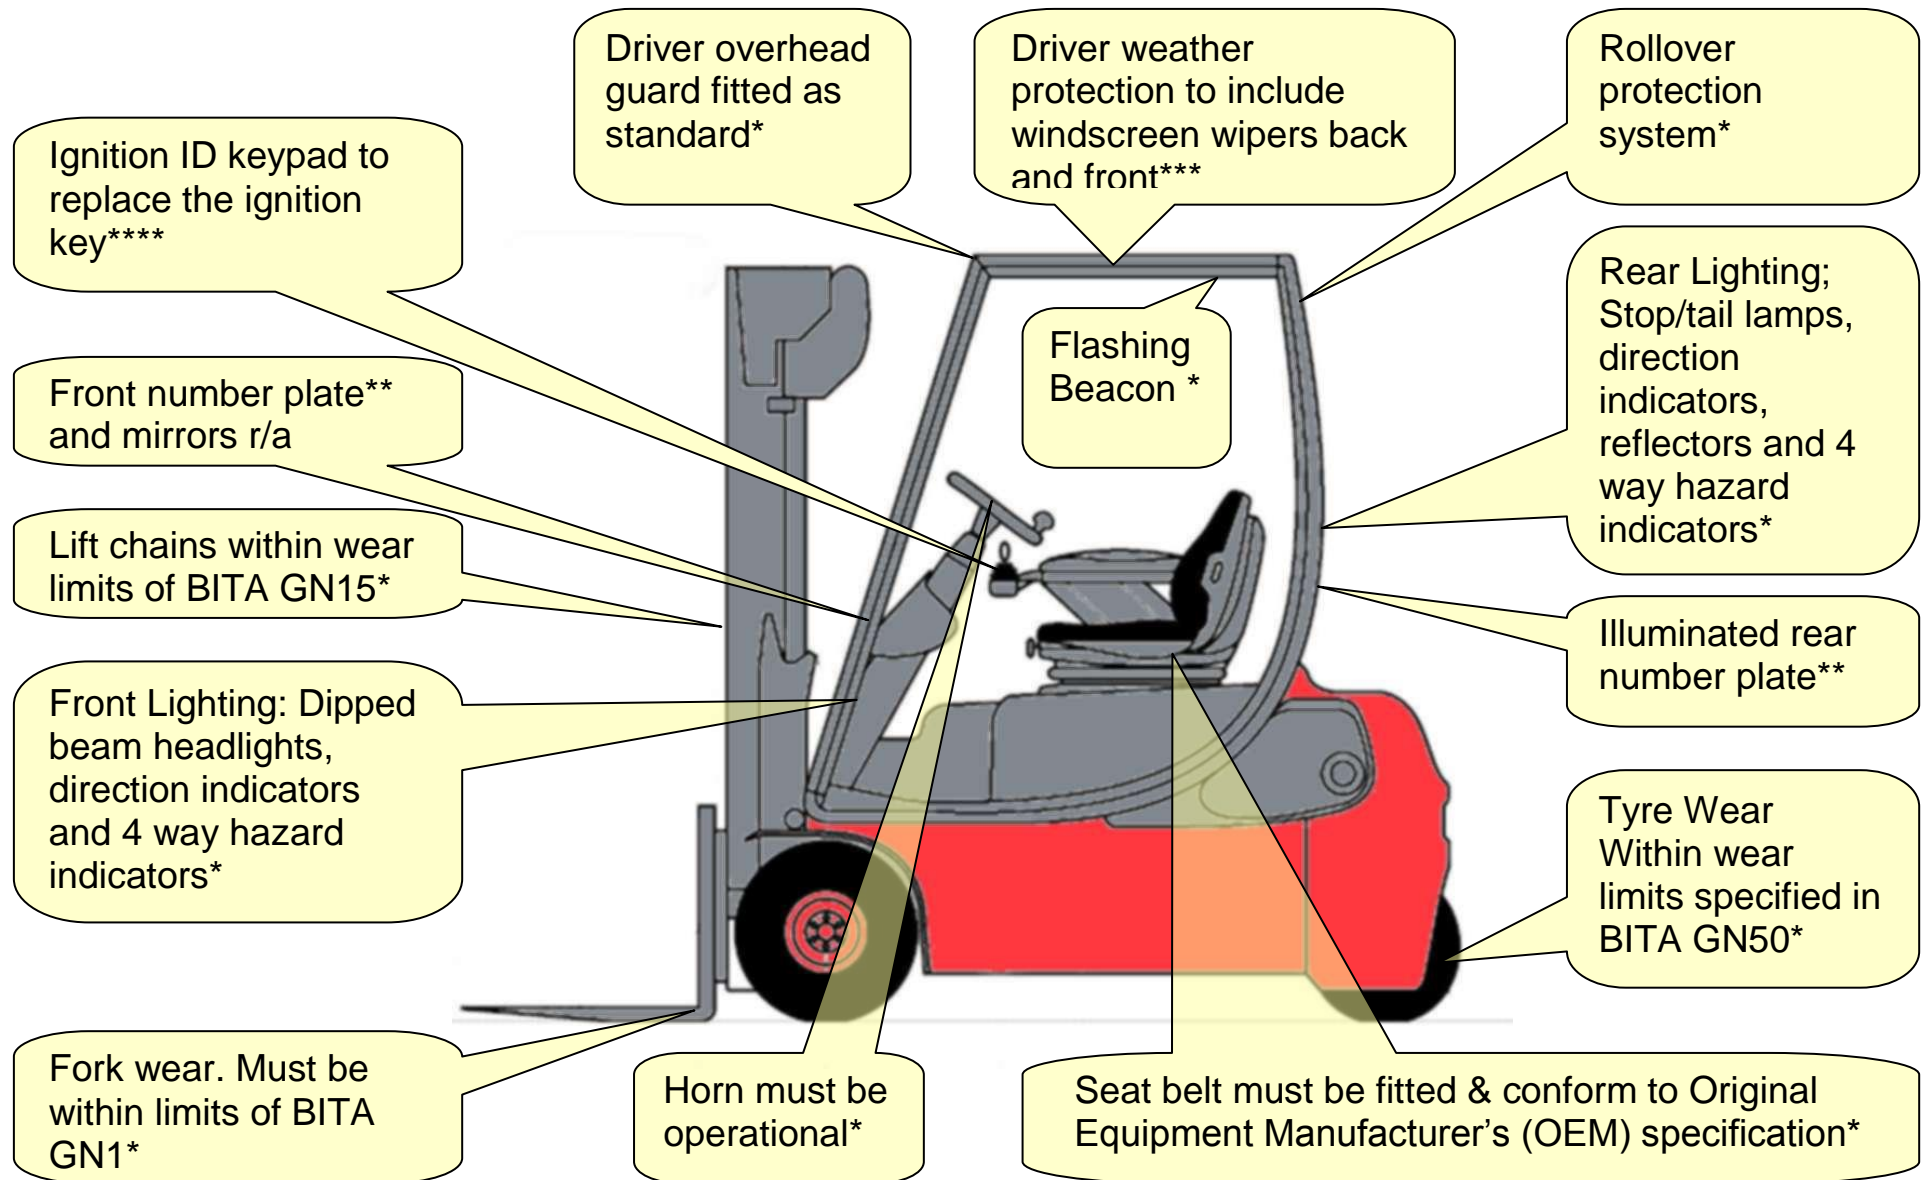 Driver overhead
guard fitted as
standard*
Driver weather
protection to include
windscreen wipers back
and front***
Rollover
protection
system*
Ignition ID keypad to
replace the ignition
key****
Rear Lighting;
Stop/tail lamps,
direction
indicators,
reflectors and 4
way hazard
indicators*
Flashing
Beacon *
Front number plate**
and mirrors r/a
Lift chains within wear
limits of BITA GN15*
Illuminated rear
number plate**
Front Lighting: Dipped
beam headlights,
direction indicators
and 4 way hazard
indicators*
Tyre Wear
Within wear
limits specified in
BITA GN50*
Fork wear. Must be
within limits of BITA
GN1*
Horn must be
operational*
Seat belt must be fitted & conform to Original
Equipment Manufacturer’s (OEM) specification*